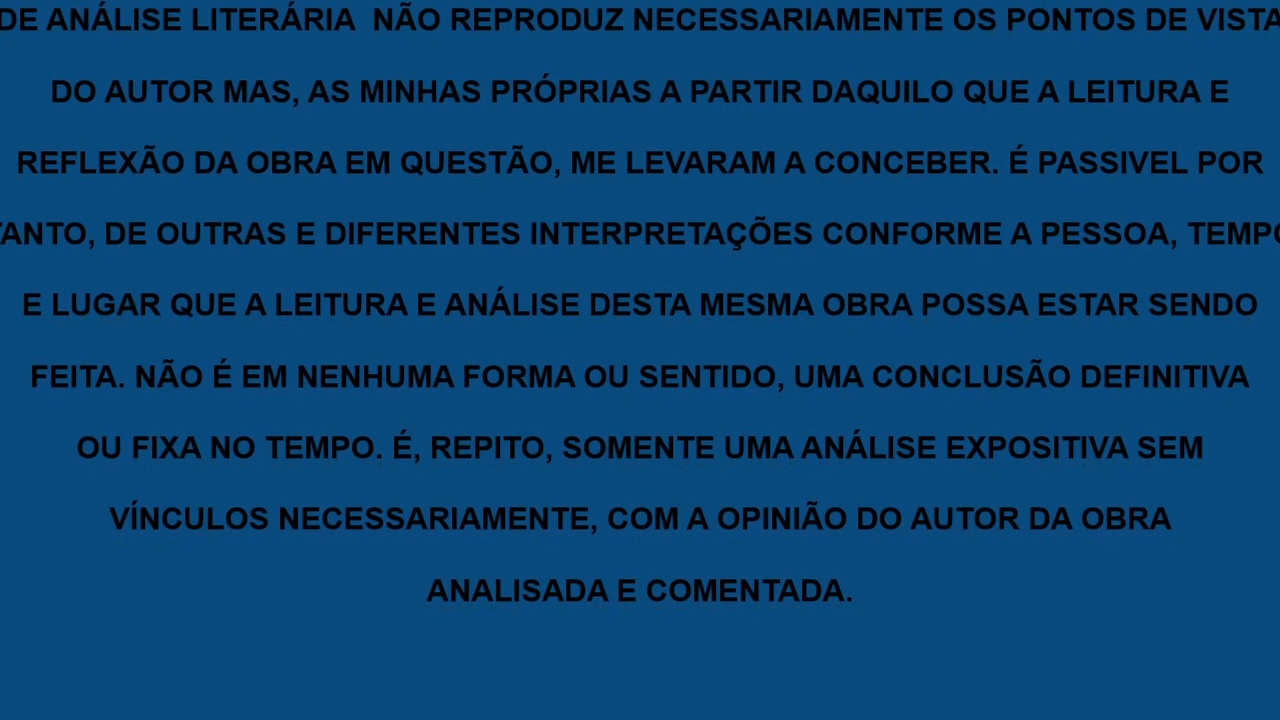 DE ANÁLISE LITERÁRIA NÃO REPRODUZ NECESSARIAMENTE OS PONTOS DE VISTA
DO AUTOR MAS, AS MINHAS PRÓPRIAS A PARTIR DAQUILO QUE A LEITURA E
REFLEXÃO DA OBRA EM QUESTÃO, ME LEVARAM A CONCEBER. É PASSIVEL POR
TANTO, DE OUTRAS E DIFERENTES INTERPRETAÇÕES CONFORME A PESSOA, TEMPO
E LUGAR QUE A LEITURA E ANÁLISE DESTA MESMA OBRA POSSA ESTAR SENDO
FEITA. NÃO É EM NENHUMA FORMA OU SENTIDO, UMA CONCLUSÃO DEFINITIVA
OU FIXA NO TEMPO. É, REPITO, SOMENTE UMA ANÁLISE EXPOSITIVA SEM
VÍNCULOS NECESSARIAMENTE, COM A OPINIÃO DO AUTOR DA OBRA
ANALISADA E COMENTADA.